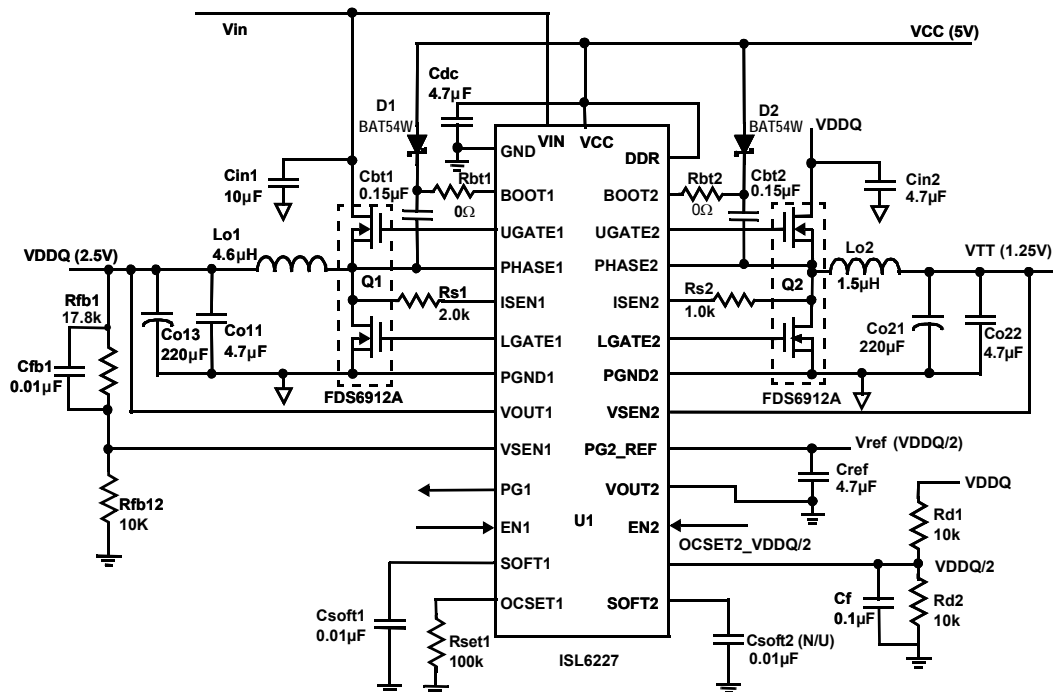 Vin
VCC (5V)
Cdc
4.7µF
D1
BAT54W
D2
BAT54W
VDDQ
VIN
VCC
GND
DDR
Cin1
10µF
Cbt1
0.15µF
Rbt1
0Ω
BOOT1
BOOT2
Rbt2
0Ω
Cbt2
0.15µF
Cin2
4.7µF
UGATE1
UGATE2
VDDQ (2.5V)
Lo1
4.6µH
PHASE1
PHASE2
Lo2
1.5µH
VTT (1.25V)
Q1
Q2
Rfb1
17.8k
Rs1
2.0k
ISEN1
ISEN2
Rs2
1.0k
Co13
220µF
Co11
4.7µF
LGATE1
LGATE2
Co21
220µF
Co22
4.7µF
Cfb1
0.01µF
PGND1
PGND2
FDS6912A
FDS6912A
VOUT1
VSEN2
VSEN1
PG2_REF
Vref (VDDQ/2)
Cref
4.7µF
Rfb12
10K
PG1
VOUT2
VDDQ
U1
EN1
EN2
OCSET2_VDDQ/2
Rd1
10k
SOFT1
VDDQ/2
Csoft1
0.01µF
OCSET1
SOFT2
Cf
0.1µF
Rd2
10k
Rset1
100k
Csoft2 (N/U)
0.01µF
ISL6227